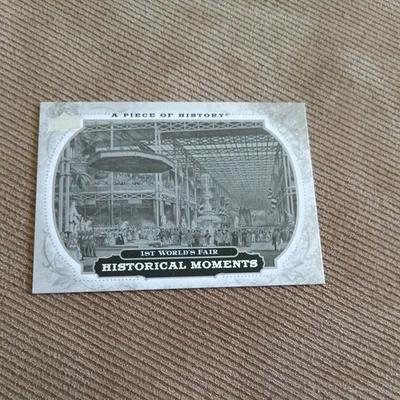 A PIECE OF HISTORY®
1ST WORLD'S FAIR
HISTORICAL MOMENTS